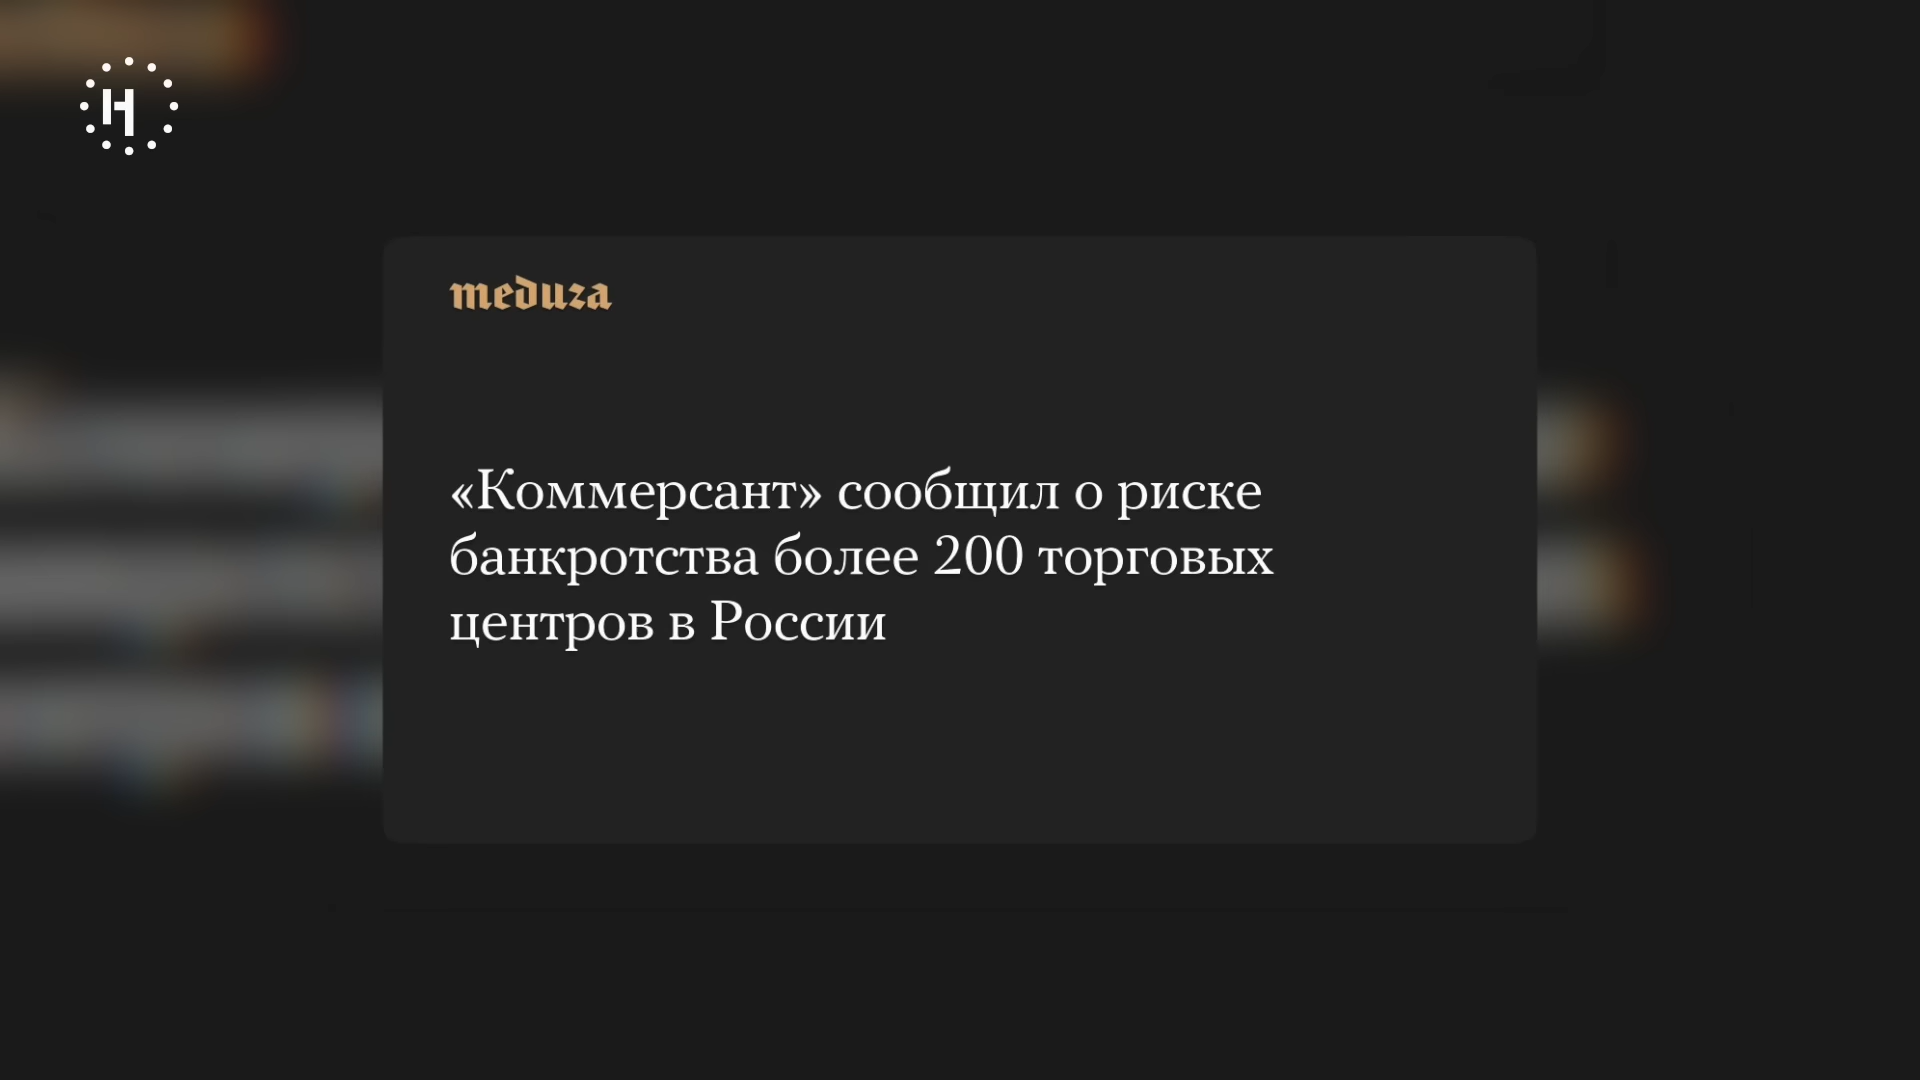 meduza
«Коммерсант» сообщил о риске
банкротства более 200 торговых
центров в России